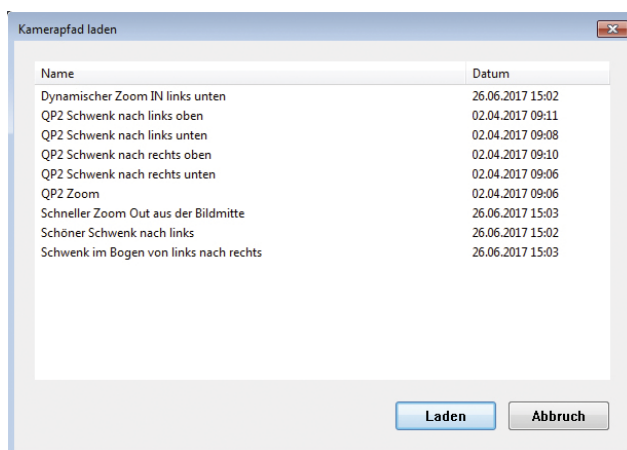 Kamerapfad laden
Name Datum
Dynamischer Zoom IN links unten 26.06.2017 15:02
QP2 Schwenk nach links oben 02.04.2017 09:11
QP2 Schwenk nach links unten 02.04.2017 09:08
QP2 Schwenk nach rechts oben 02.04.2017 09:10
QP2 Schwenk nach rechts unten 02.04.2017 09:06
QP2 Zoom 02.04.2017 09:06
Schneller Zoom Out aus der Bildmitte 26.06.2017 15:03
Schöner Schwenk nach links 26.06.2017 15:02
Schwenk im Bogen von links nach rechts 26.06.2017 15:03
Laden Abbruch